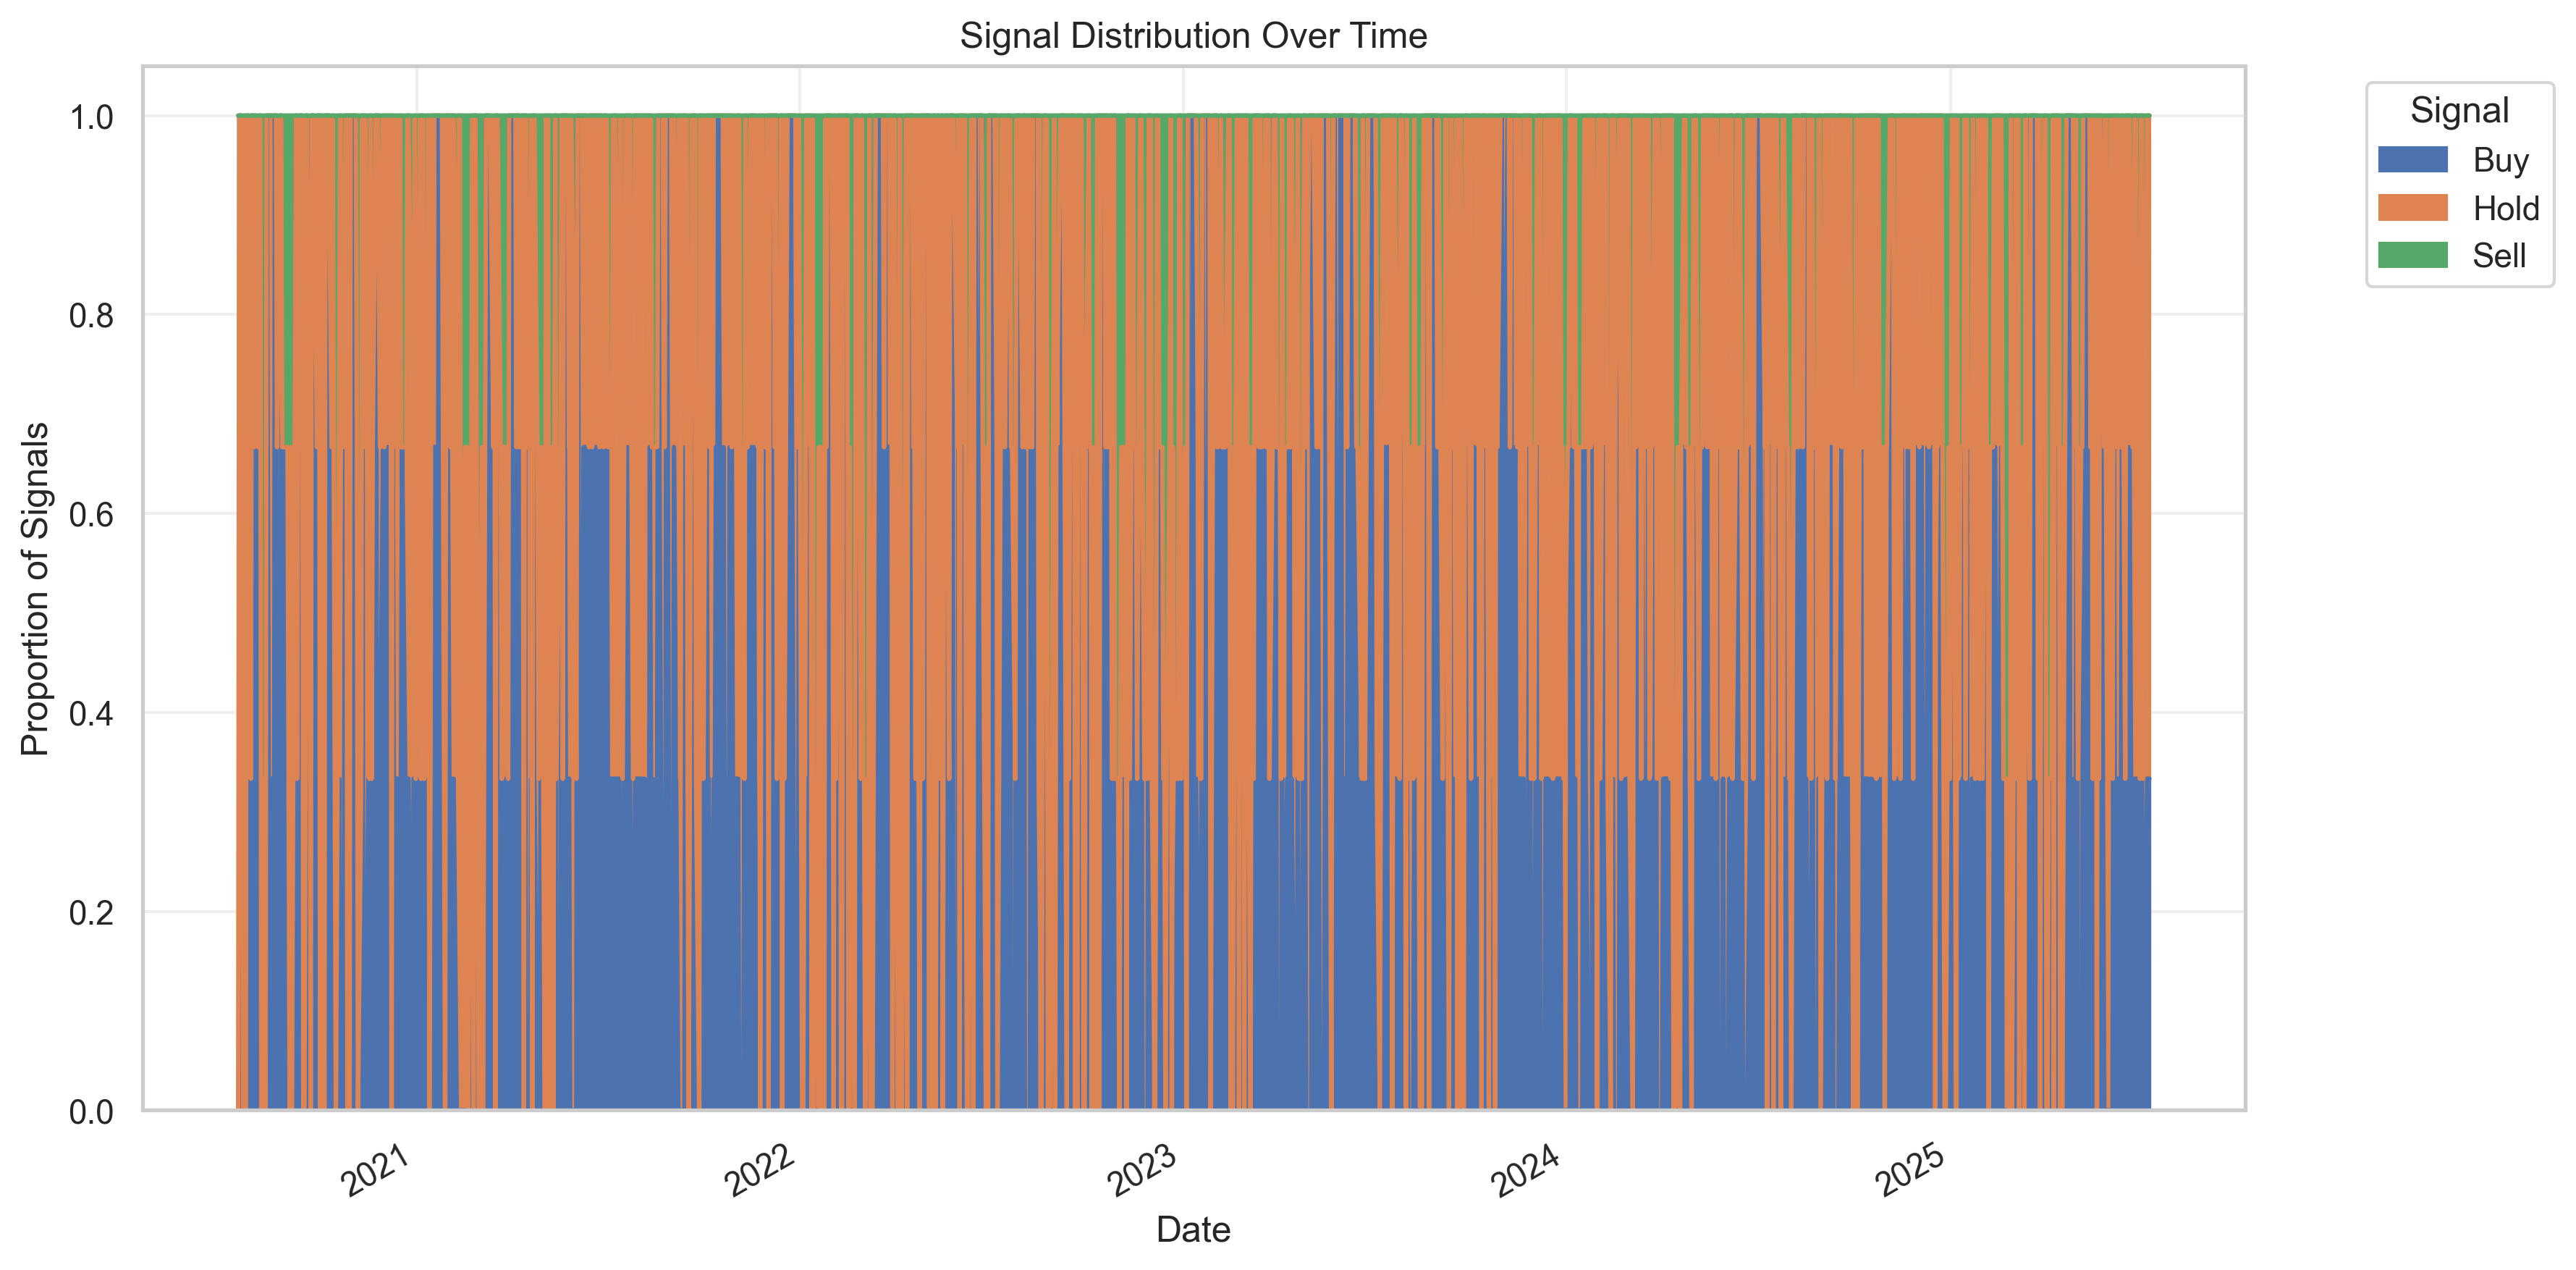 Signal Distribution Over Time
Proportion of Signals
1.0
0.8
0.6
0.4
0.2
0.0
2021
2022
2023
2024
2025
Date
Signal
Buy
Hold
Sell